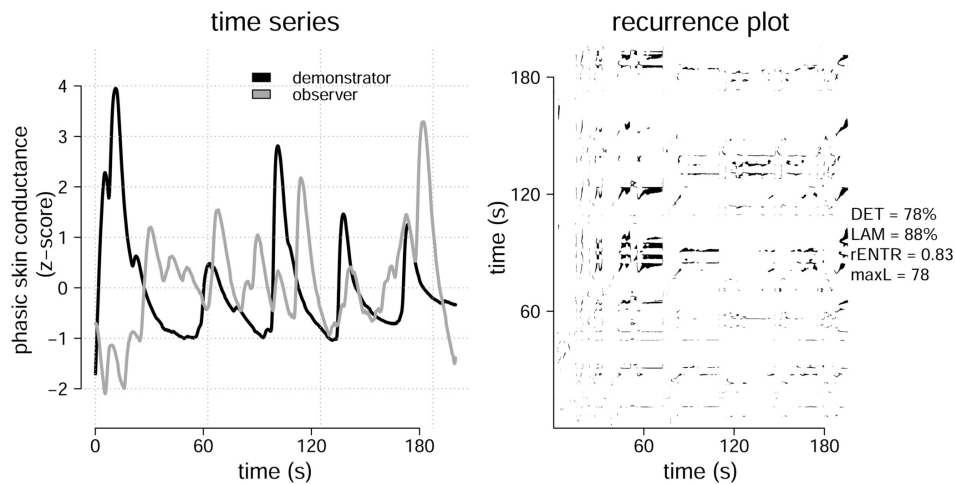 time series
demonstrator
observer
phasic skin conductance
(z−score)
4
3
2
1
0
−1
−2
0
60
120
180
time (s)
recurrence plot
time (s)
180
120
60
60
120
180
time (s)
DET = 78%
LAM = 88%
rENTR = 0.83
maxL = 78